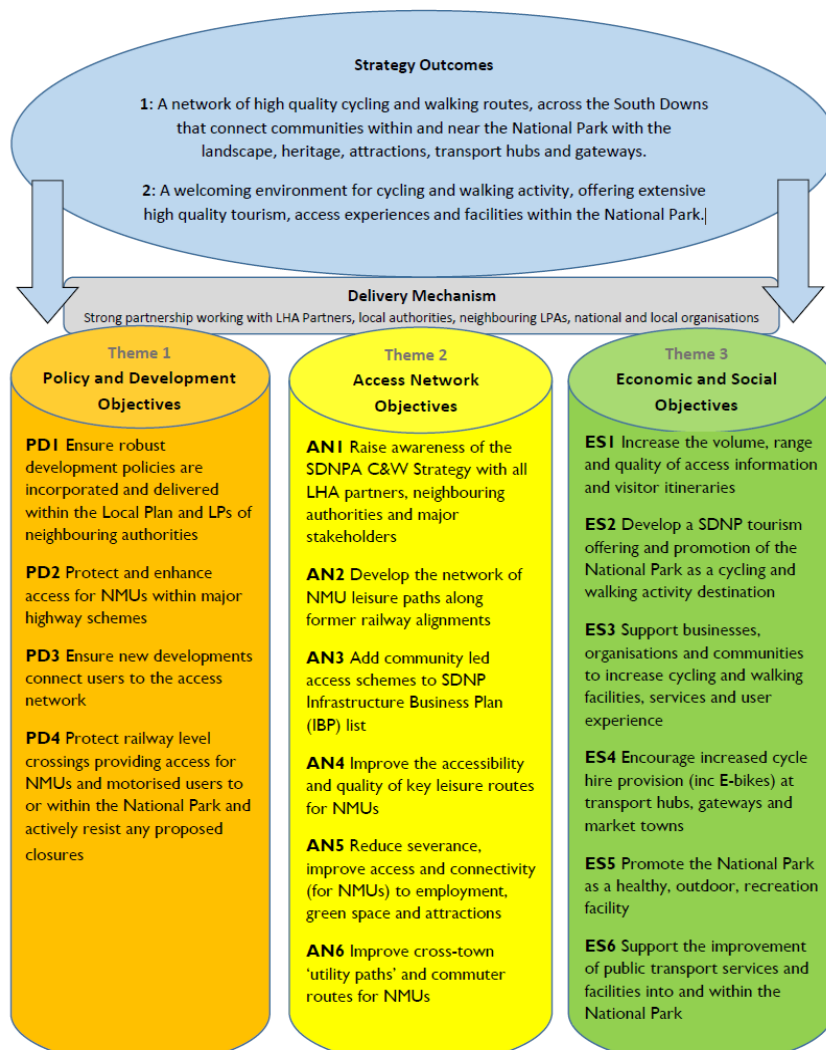 Strategy Outcomes
1: A network of high quality cycling and walking routes, across the South Downs
that connect communities within and near the National Park with the
landscape, heritage, attractions, transport hubs and gateways.
2: A welcoming environment for cycling and walking activity, offering extensive
high quality tourism, access experiences and facilities within the National Park.
Delivery Mechanism
Strong partnership working with LHA Partners, local authorities, neighbouring LPAs, national and local organisations
Theme 1
Policy and Development
Objectives
PD1 Ensure robust
development policies are
incorporated and delivered
within the Local Plan and LPs of
neighbouring authorities
PD2 Protect and enhance
access for NMUs within major
highway schemes
PD3 Ensure new developments
connect users to the access
network
PD4 Protect railway level
crossings providing access for
NMUs and motorised users to
or within the National Park and
actively resist any proposed
closures
Theme 2
Access Network
Objectives
AN1 Raise awareness of the
SDNPA C&W Strategy with all
LHA partners, neighbouring
authorities and major
stakeholders
AN2 Develop the network of
NMU leisure paths along
former railway alignments
AN3 Add community led
access schemes to SDNP
Infrastructure Business Plan
(IBP) list
AN4 Improve the accessibility
and quality of key leisure routes
for NMUs
AN5 Reduce severance,
improve access and connectivity
(for NMUs) to employment,
green space and attractions
AN6 Improve cross-town
‘utility paths’ and commuter
routes for NMUs
Theme 3
Economic and Social
Objectives
ES1 Increase the volume, range
and quality of access information
and visitor itineraries
ES2 Develop a SDNP tourism
offering and promotion of the
National Park as a cycling and
walking activity destination
ES3 Support businesses,
organisations and communities
to increase cycling and walking
facilities, services and user
experience
ES4 Encourage increased cycle
hire provision (inc E-bikes) at
transport hubs, gateways and
market towns
ES5 Promote the National Park
as a healthy, outdoor, recreation
facility
ES6 Support the improvement
of public transport services and
facilities into and within the
National Park